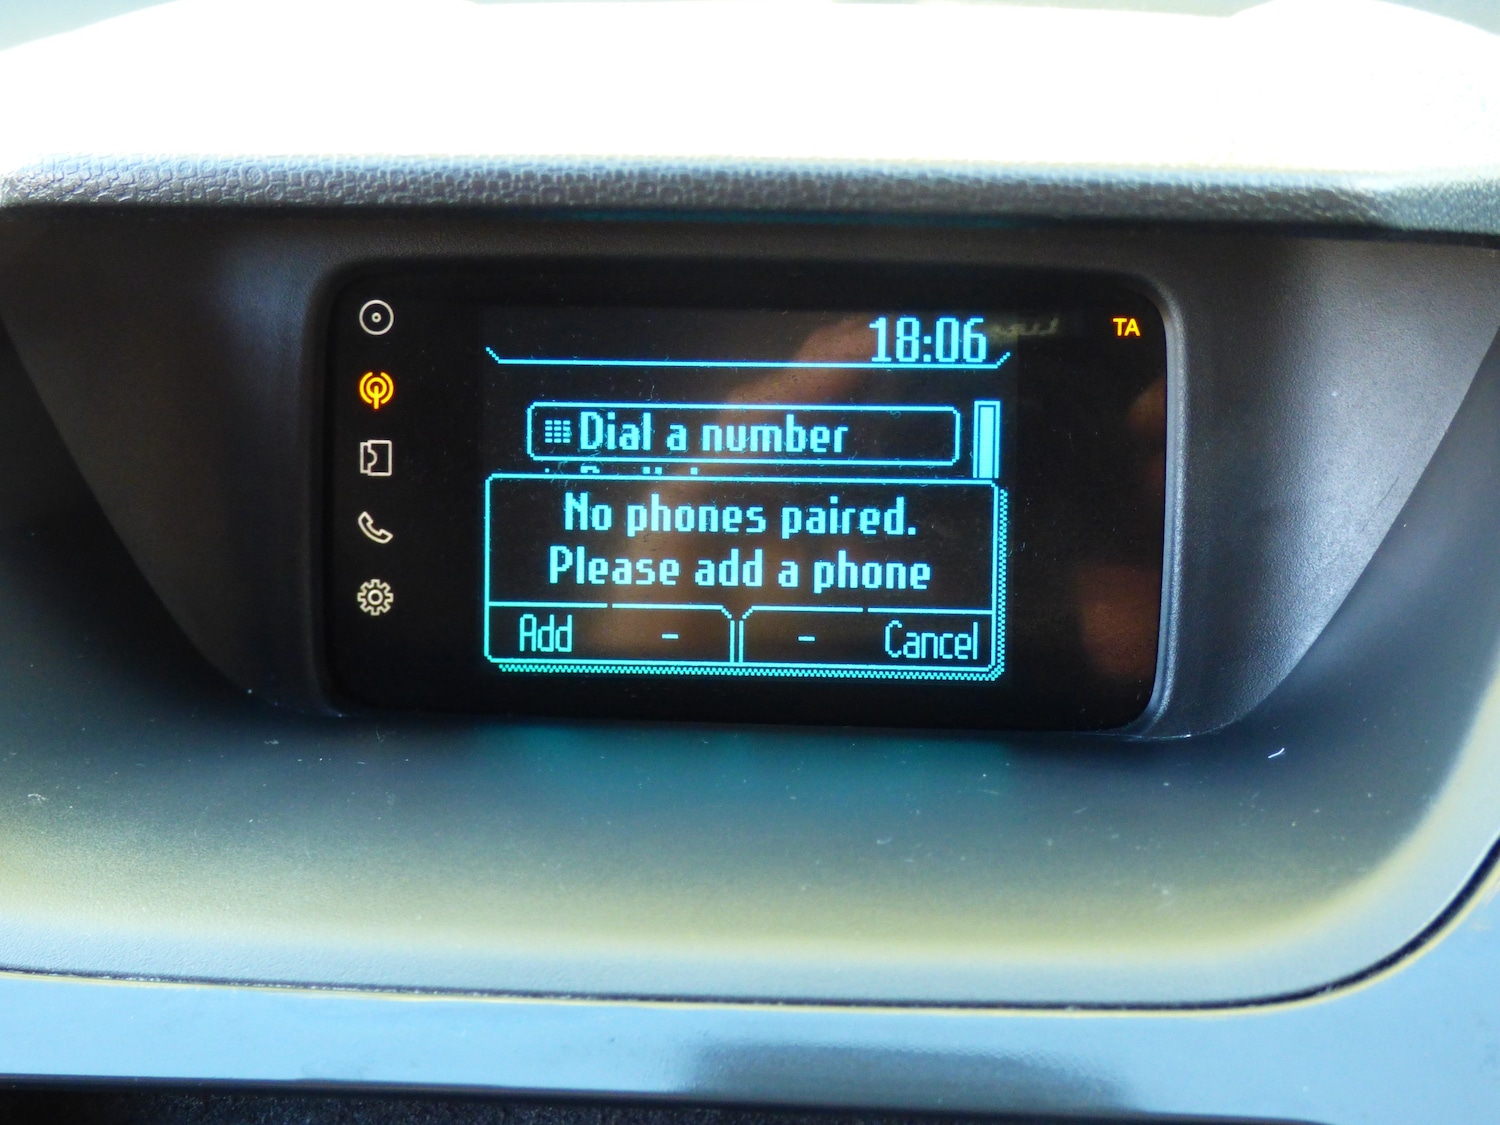 18:06
TA
Dial a number
No phones paired.
Please add a phone
Add - - Cancel